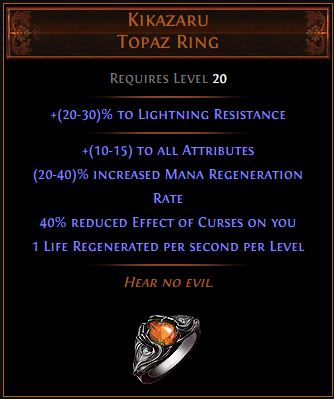 Kikazaru
Topaz Ring
Requires Level 20
+(20-30)% to Lightning Resistance
+(10-15) to all Attributes
(20-40)% increased Mana Regeneration
Rate
40% reduced Effect of Curses on you
1 Life Regenerated per second per Level
Hear no evil.